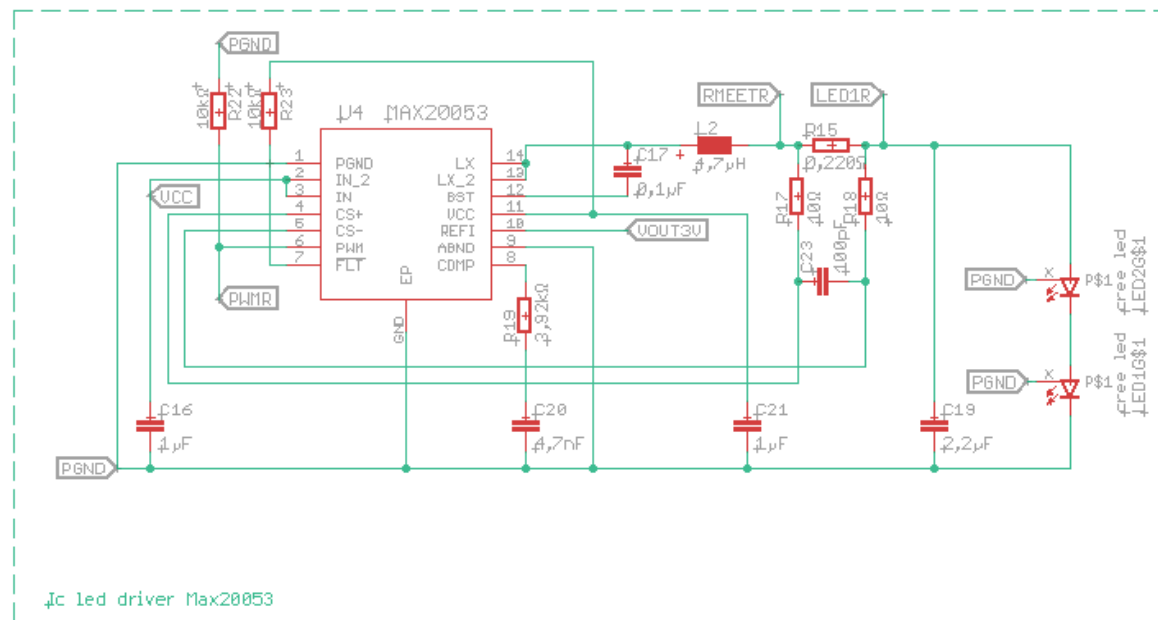 PGND
10kΩ
R22
10kΩ
R23
U4
MAX20053
RMEETR
LED1R
L2
R15
C17
4,7µH
0,220Ω
1
PGND
LX
14
2
IN_2
LX_2
13
0,1µF
VCC
3
IN
BST
12
R17
10Ω
R18
10Ω
4
CS+
VCC
11
5
CS-
REFI
10
VOUT3V
6
PWM
ABND
9
7
FLT
COMP
8
C23
100pF
EP
PGND
X
P$1
free led
LED2G$1
PWMR
GND
R19
3,92kΩ
PGND
X
P$1
free led
LED1G$1
C16
C20
C21
C19
1µF
4,7nF
1µF
2,2µF
PGND
Ic led driver Max20053